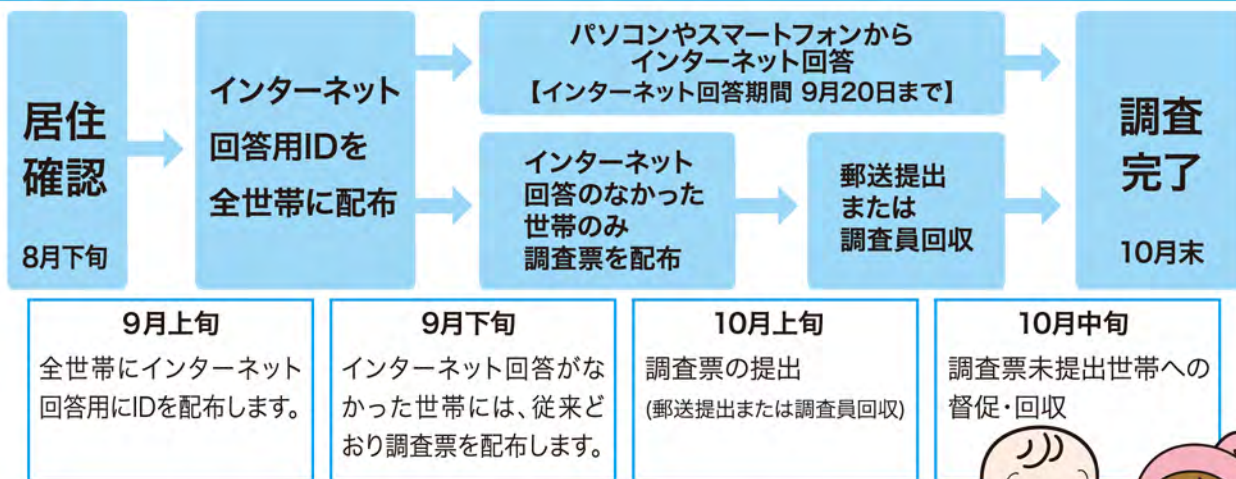 居住
確認
8月下旬
インターネット
回答用IDを
全世帯に配布
パソコンやスマートフォンから
インターネット回答
【インターネット回答期間 9月20日まで】
インターネット
回答のなかった
世帯のみ
調査票を配布
郵送提出
または
調査員回収
調査
完了
10月末
9月上旬
全世帯にインターネット
回答用にIDを配布します。
9月下旬
インターネット回答がな
かった世帯には、従来ど
おり調査票を配布します。
10月上旬
調査票の提出
(郵送提出または調査員回収)
10月中旬
調査票未提出世帯への
督促・回収